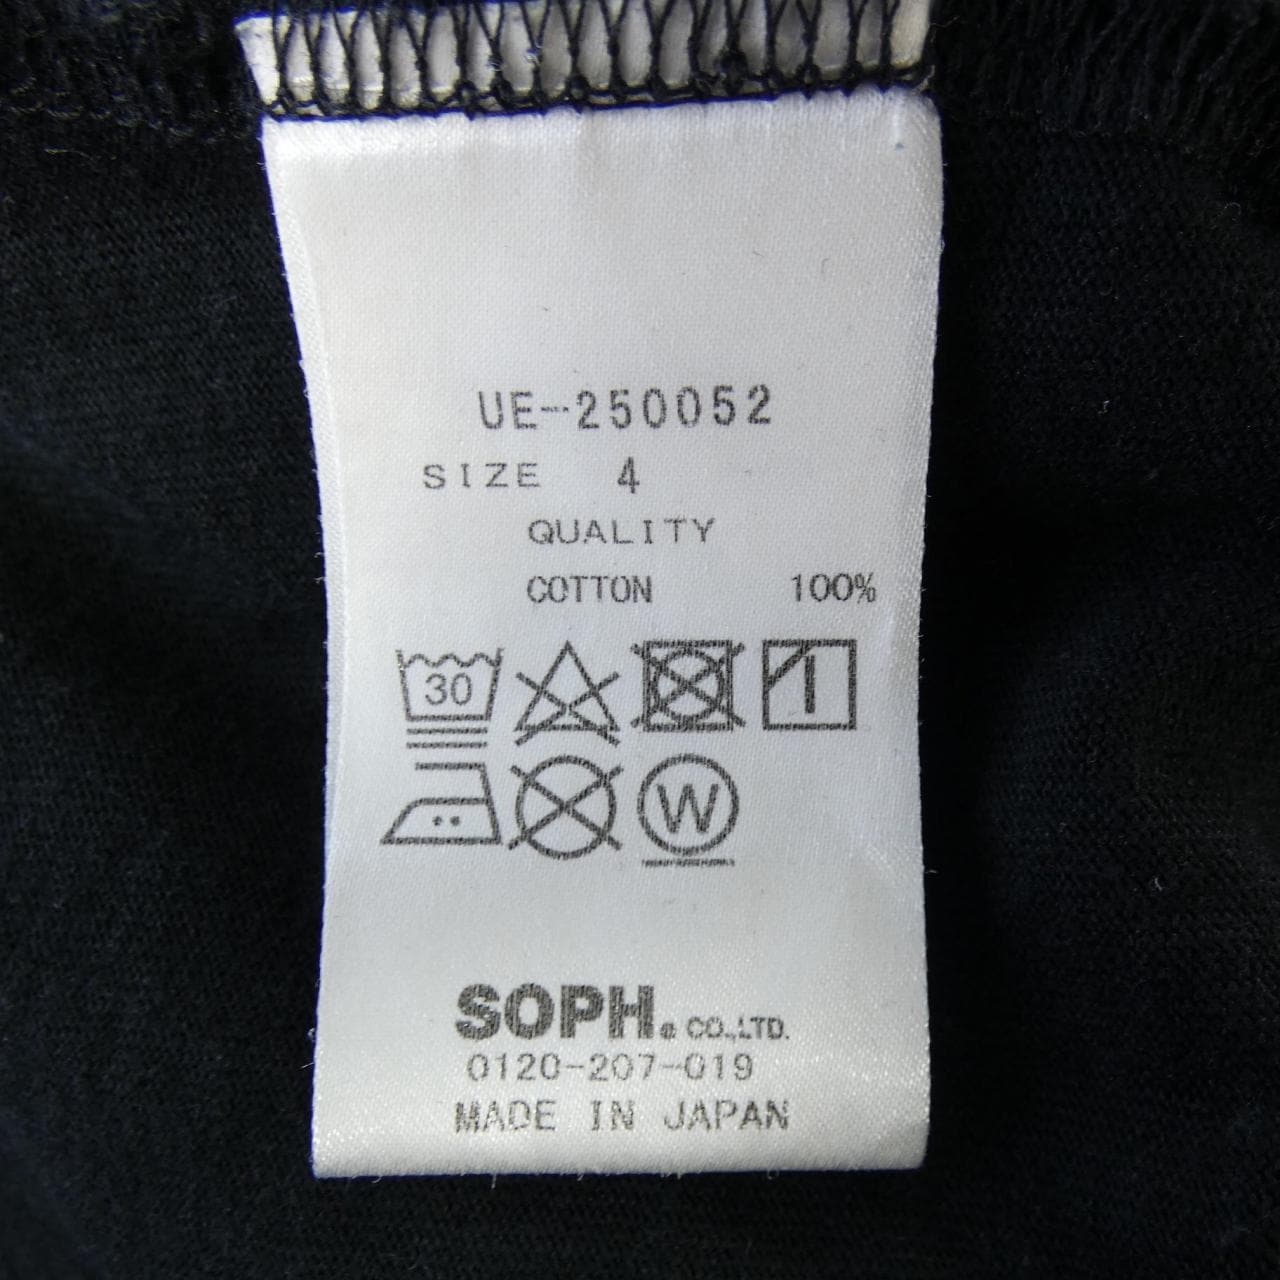 UE-250052
SIZE 4
QUALITY
COTTON 100%
30
W
SOPH. CO.,LTD.
0120-207-019
MADE IN JAPAN